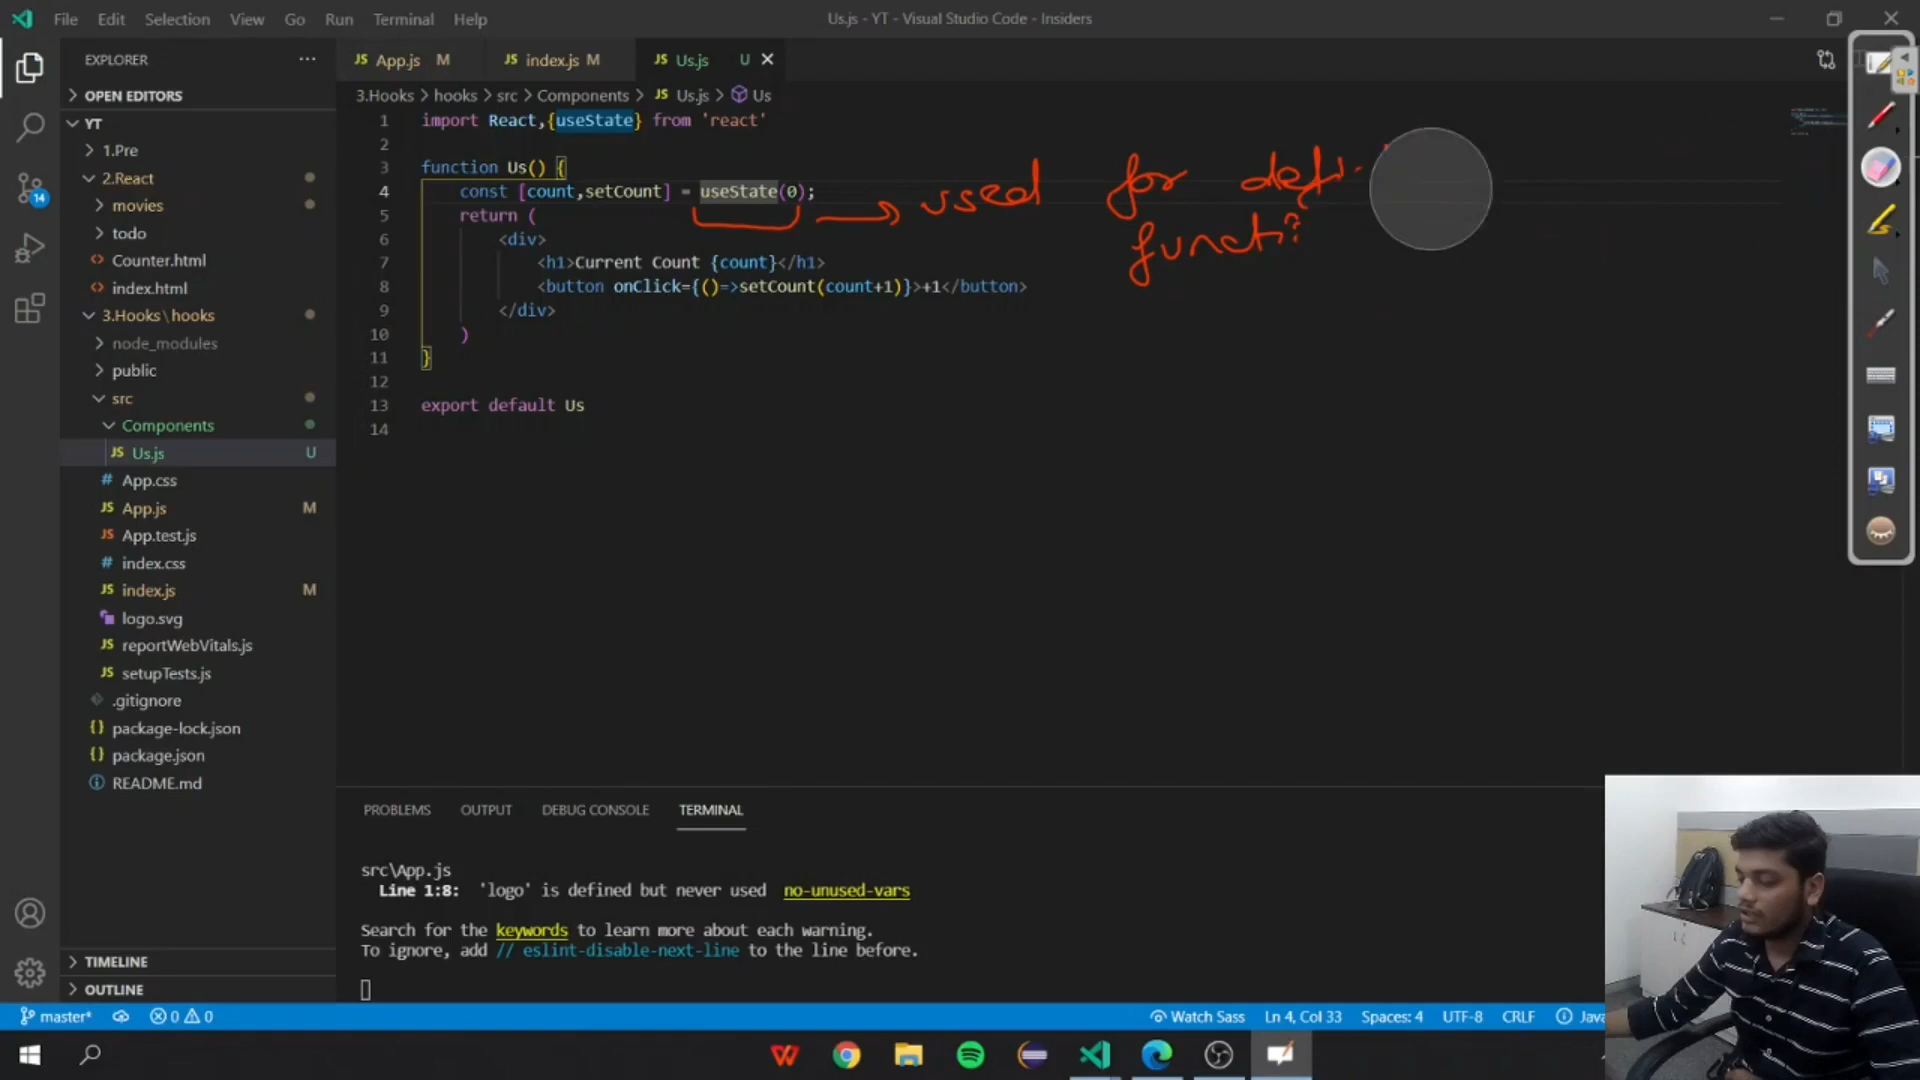 File Edit Selection View Go Run Terminal Help
Us.js - YT - Visual Studio Code - Insiders
EXPLORER
OPEN EDITORS
YT
1.Pre
2.React
movies
todo
Counter.html
index.html
3.Hooks\hooks
node_modules
public
src
Components
Us.js U
App.css
App.js M
App.test.js
index.css
index.js M
logo.svg
reportWebVitals.js
setupTests.js
.gitignore
package-lock.json
package.json
README.md
TIMELINE
OUTLINE
14
App.js M index.js M Us.js U
3.Hooks > hooks > src > Components > JS Us.js > Us
1 import React,{useState} from 'react'
2
3 function Us() {
4 const [count,setCount] = useState(0);
5 return (
6 <div>
7 <h1>Current Count {count}</h1>
8 <button onClick={()=>setCount(count+1)}>+1</button>
9 </div>
10 )
11 }
12
13 export default Us
14
used for defi
functi
PROBLEMS OUTPUT DEBUG CONSOLE TERMINAL
src\App.js
Line 1:8: 'logo' is defined but never used no-unused-vars
Search for the keywords to learn more about each warning.
To ignore, add // eslint-disable-next-line to the line before.
master* 0 0 Watch Sass Ln 4, Col 33 Spaces: 4 UTF-8 CRLF Java